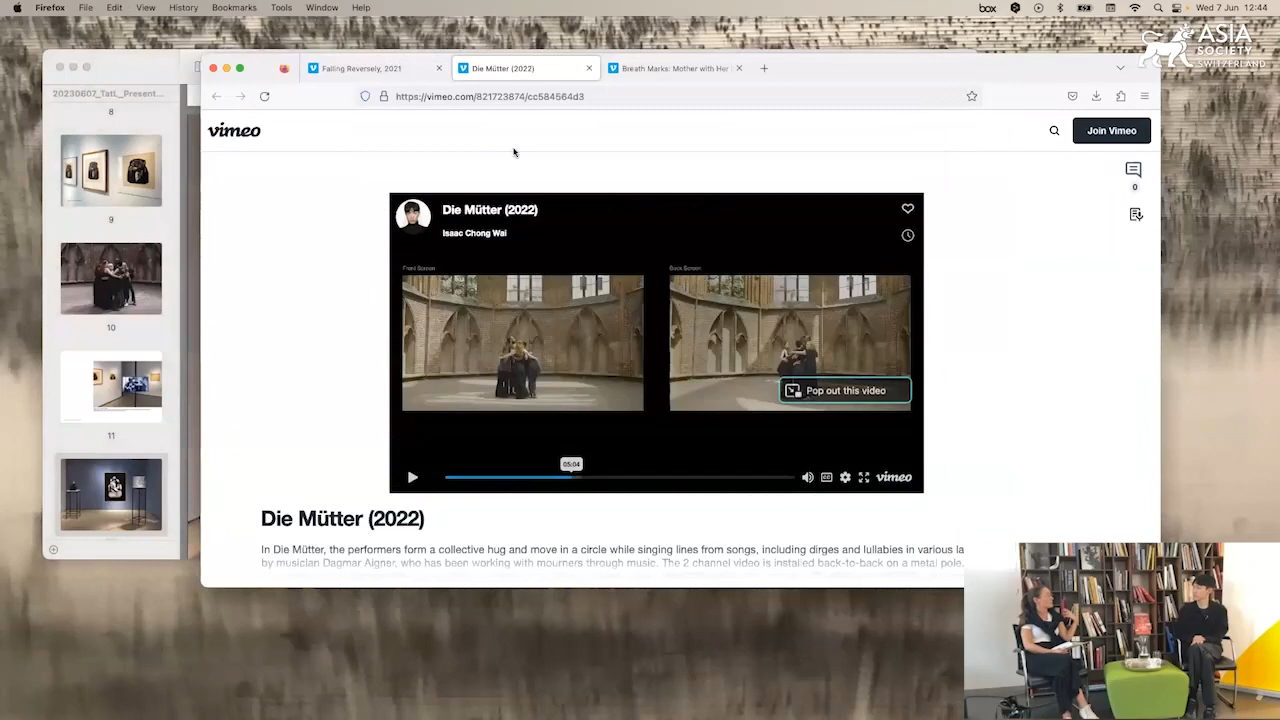 Firefox File Edit View History Bookmarks Tools Window Help
box Wed 7 Jun 12:44
ASIA
SOCIETY
SWITZERLAND
Falling Reversely, 2021
Die Mütter (2022)
Breath Marks: Mother with Her
20230607_TatL_Present...
https://vimeo.com/821723874/cc584564d3
8
vimeo
Join Vimeo
0
9
Die Mütter (2022)
Isaac Chong Wai
Front Screen
Back Screen
10
Pop out this video
11
05:04
CC
vimeo
Die Mütter (2022)
In Die Mütter, the performers form a collective hug and move in a circle while singing lines from songs, including dirges and lullabies in various la
by musician Dagmar Aigner, who has been working with mourners through music. The 2 channel video is installed back-to-back on a metal pole.